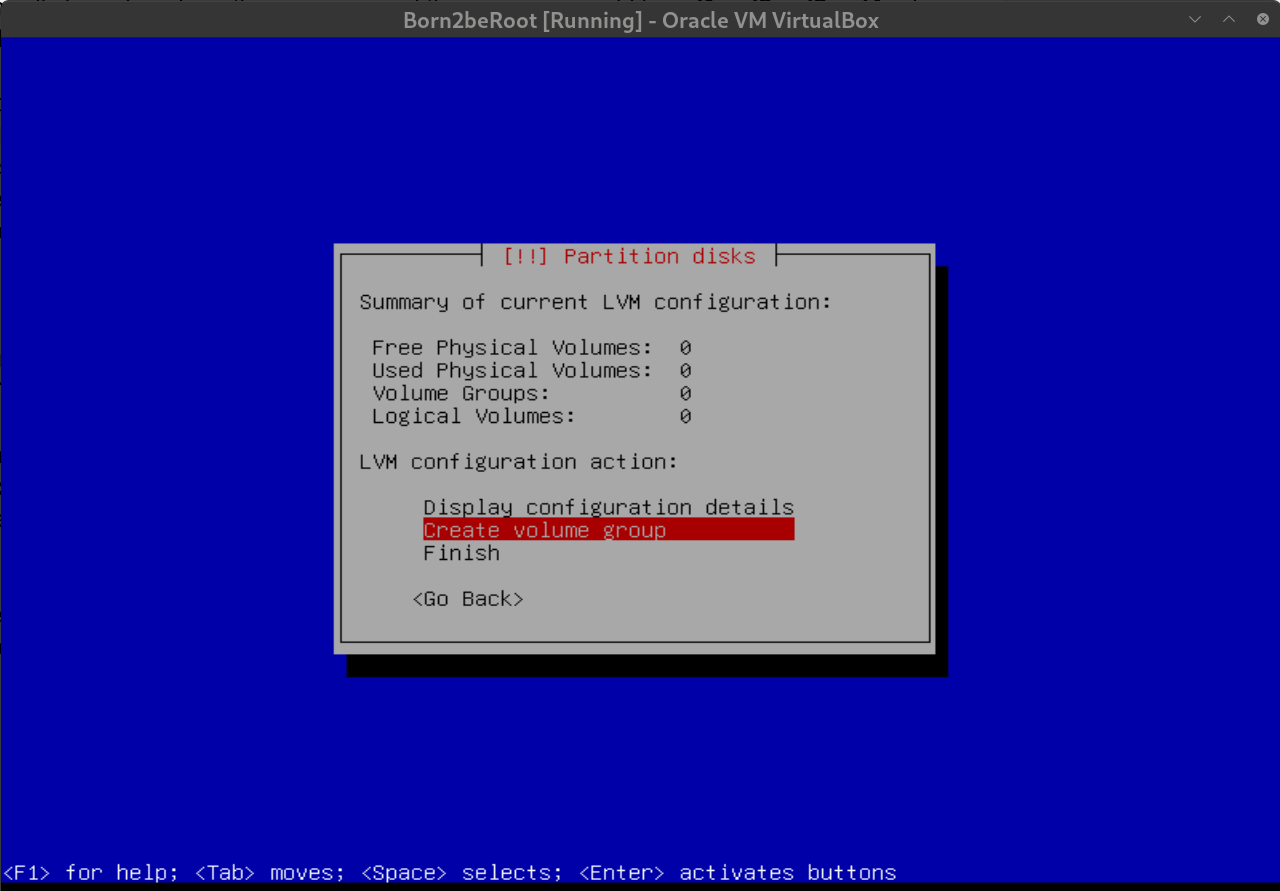 Born2beRoot [Running] - Oracle VM VirtualBox
[!!] Partition disks
Summary of current LVM configuration:
Free Physical Volumes: 0
Used Physical Volumes: 0
Volume Groups: 0
Logical Volumes: 0
LVM configuration action:
Display configuration details
Create volume group
Finish
<Go Back>
<F1> for help; <Tab> moves; <Space> selects; <Enter> activates buttons